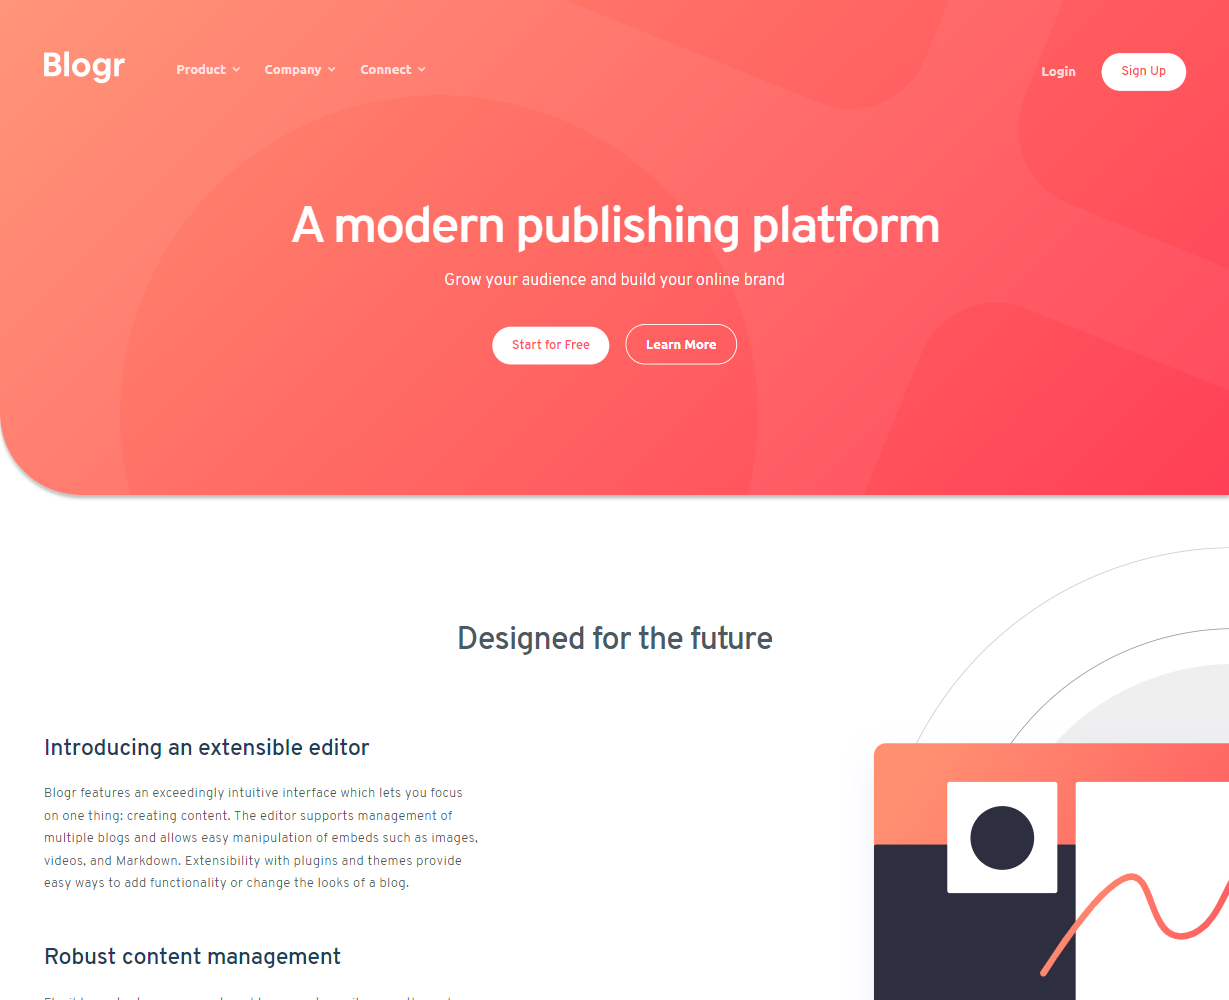 Blogr
Product
Company
Connect
Login
Sign Up
A modern publishing platform
Grow your audience and build your online brand
Start for Free
Learn More
Designed for the future
Introducing an extensible editor
Blogr features an exceedingly intuitive interface which lets you focus
on one thing: creating content. The editor supports management of
multiple blogs and allows easy manipulation of embeds such as images,
videos, and Markdown. Extensibility with plugins and themes provide
easy ways to add functionality or change the looks of a blog.
Robust content management